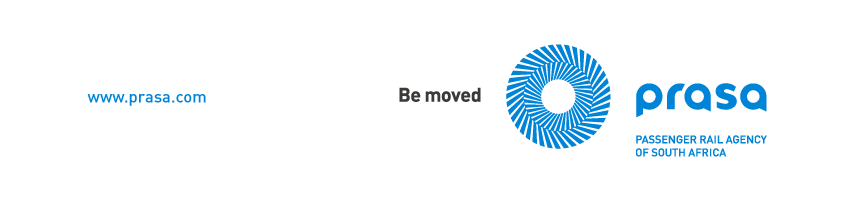 www.prasa.com
Be moved
prasa
PASSENGER RAIL AGENCY
OF SOUTH AFRICA